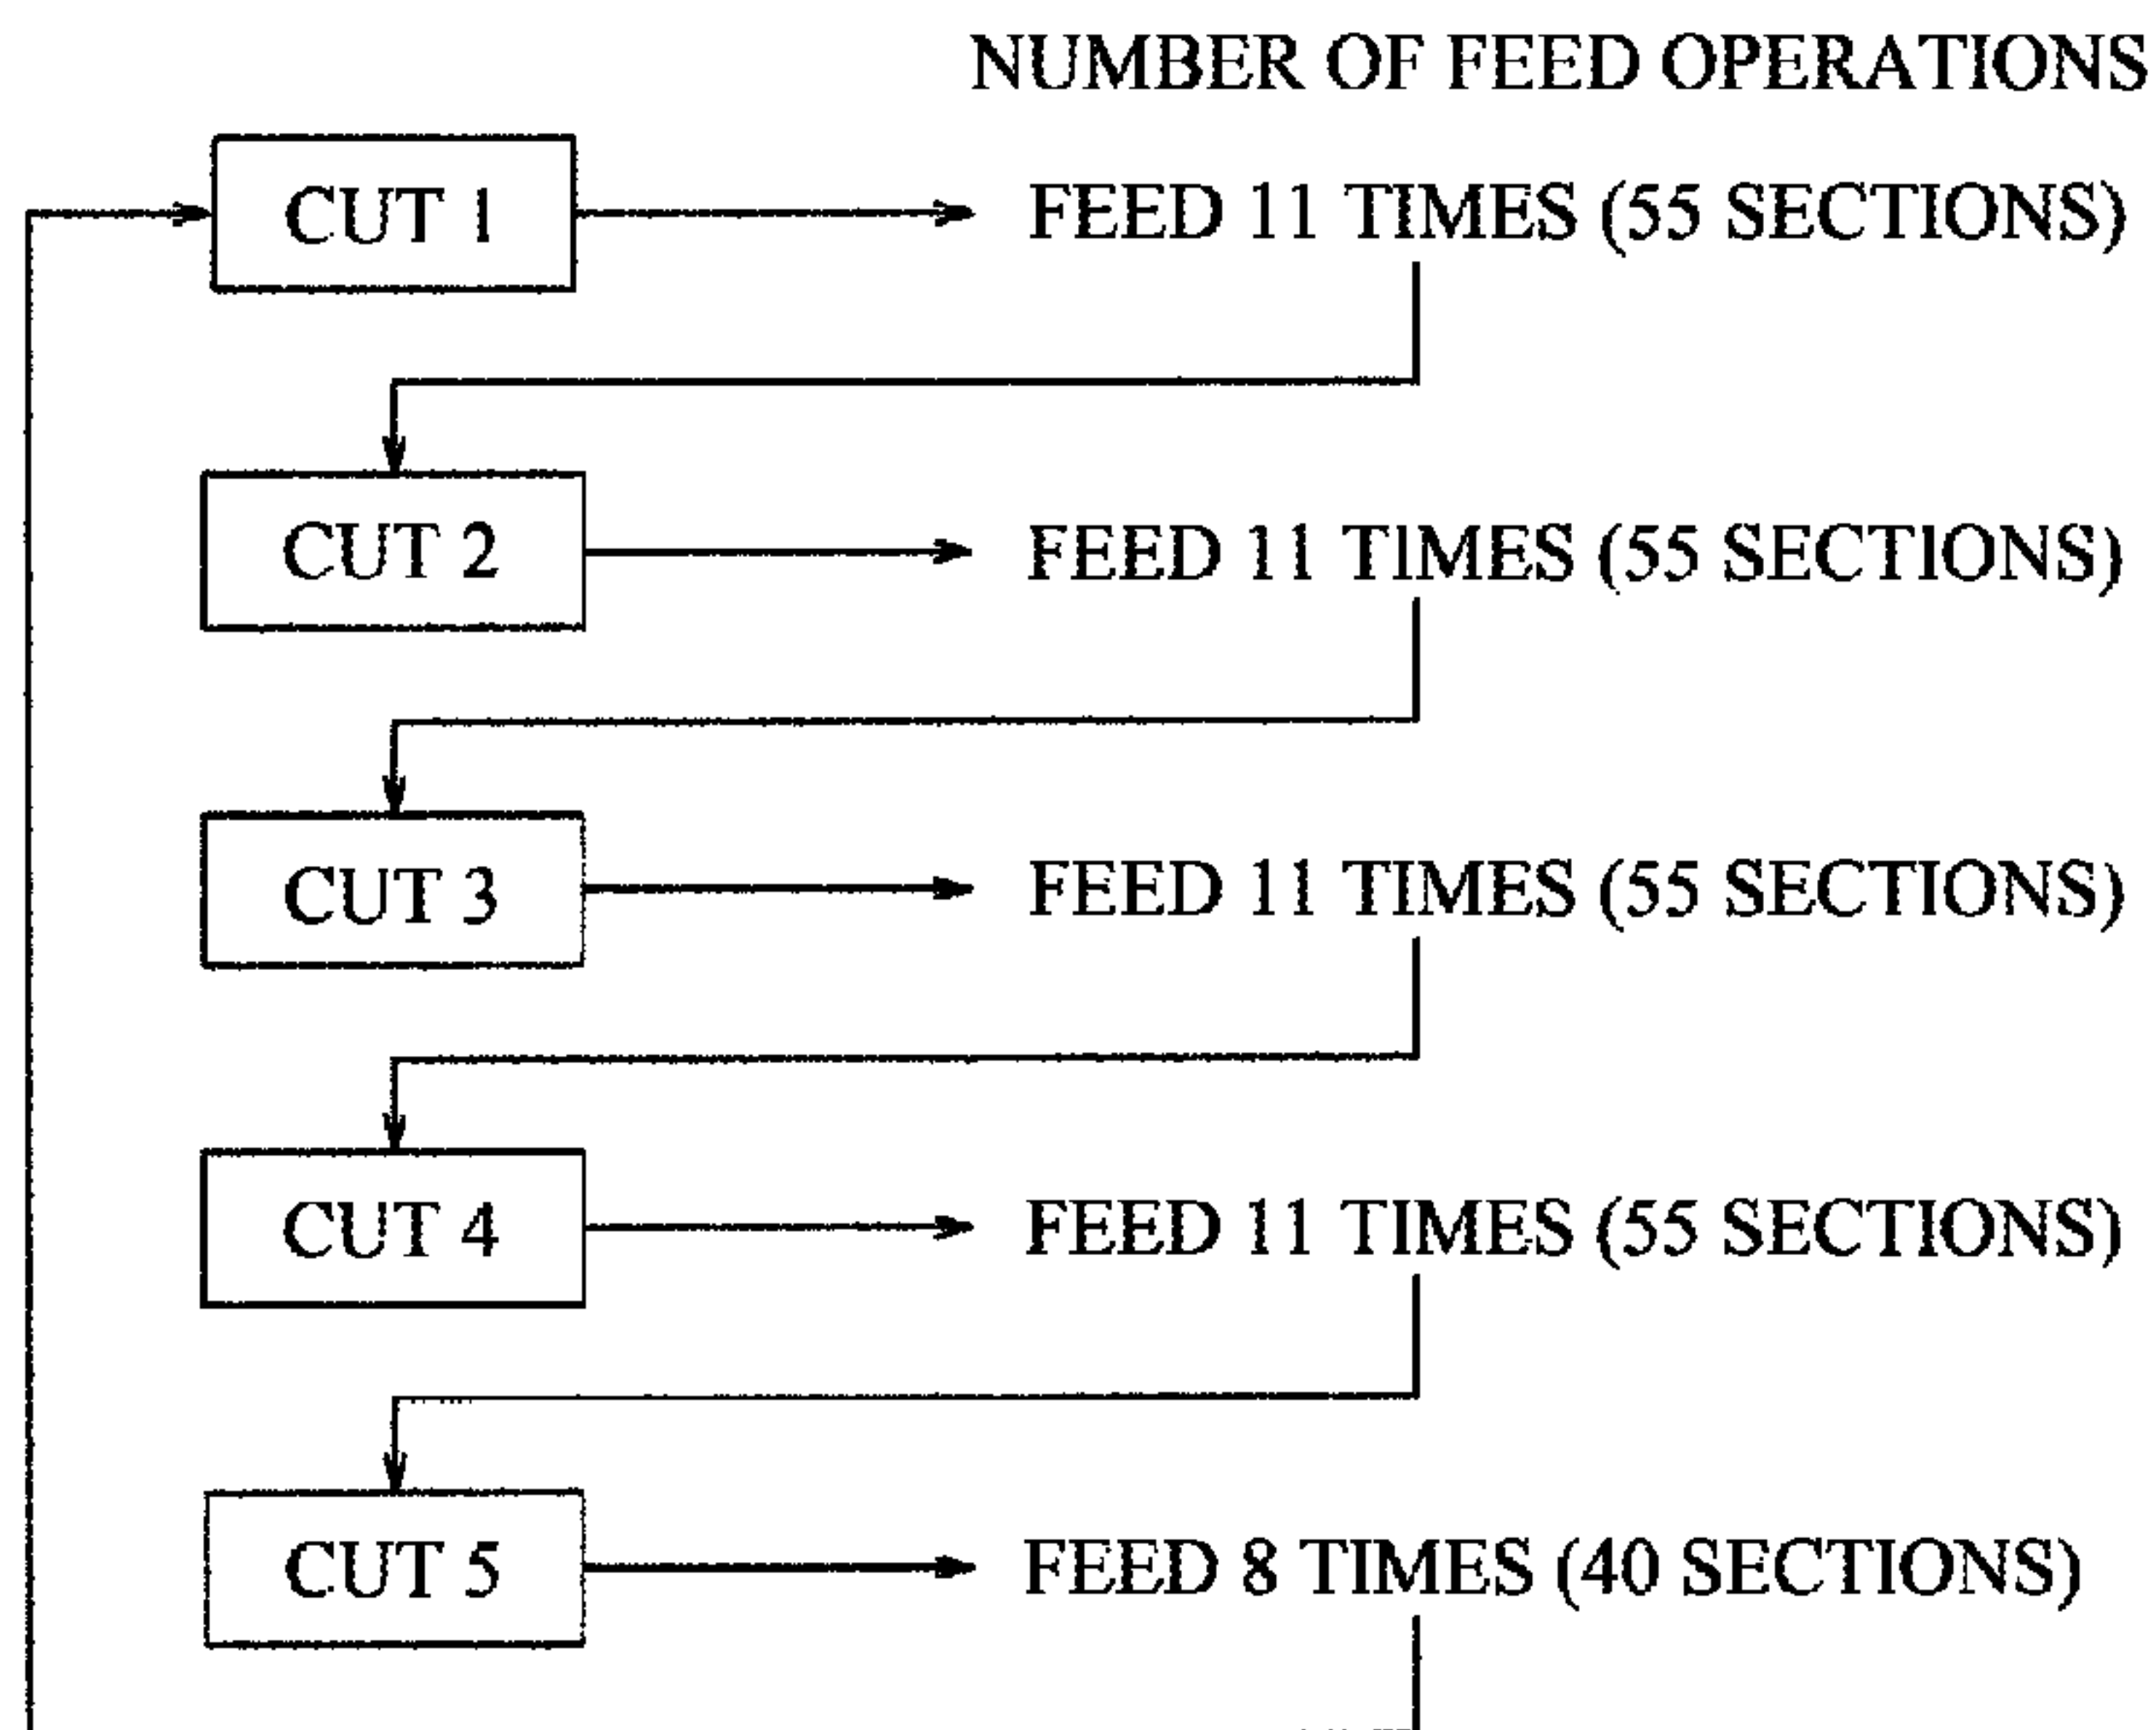 NUMBER OF FEED OPERATIONS
CUT 1 FEED 11 TIMES (55 SECTIONS)
CUT 2 FEED 11 TIMES (55 SECTIONS)
CUT 3 FEED 11 TIMES (55 SECTIONS)
CUT 4 FEED 11 TIMES (55 SECTIONS)
CUT 5 FEED 8 TIMES (40 SECTIONS)